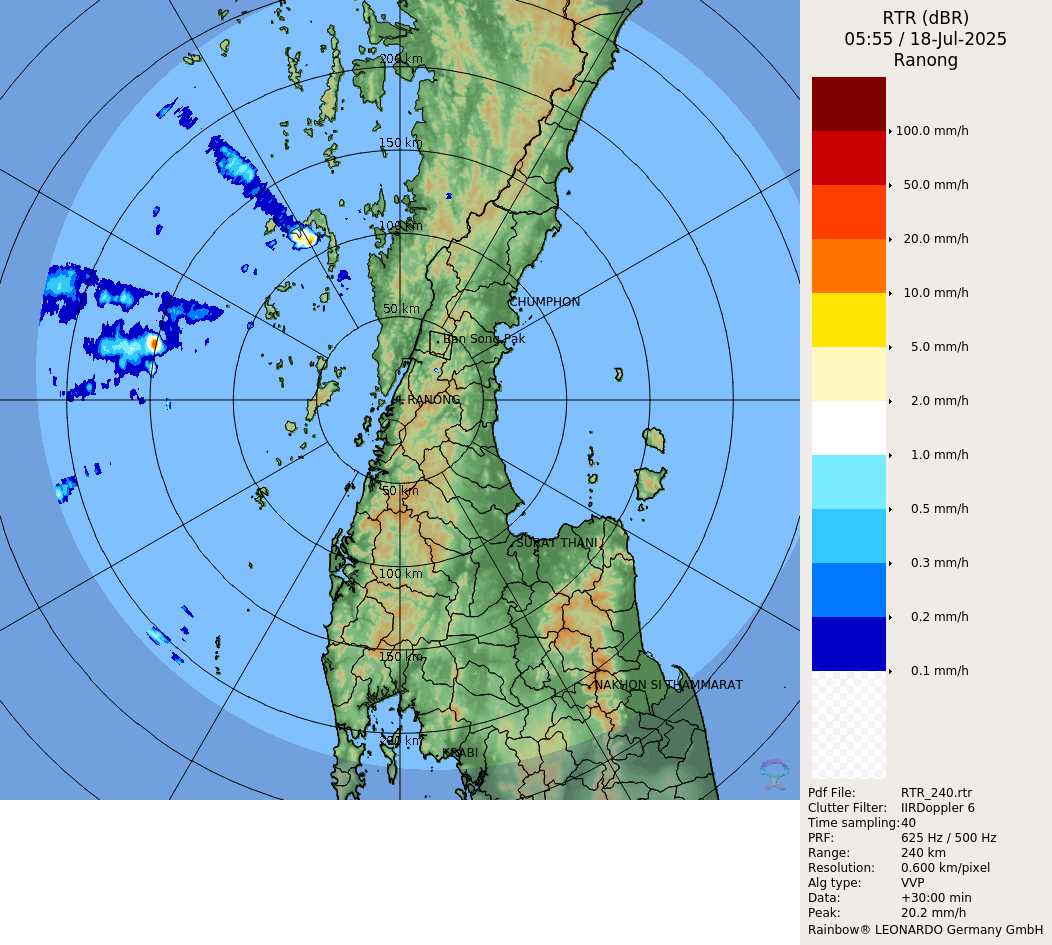 RTR (dBR)
05:55 / 18-Jul-2025
Ranong
200 km
150 km
100 km
50 km
CHUMPHON
Ban Song Pak
RANONG
50 km
SURAT THANI
100 km
150 km
NAKHON SI THAMMARAT
200 km
KRABI
100.0 mm/h
50.0 mm/h
20.0 mm/h
10.0 mm/h
5.0 mm/h
2.0 mm/h
1.0 mm/h
0.5 mm/h
0.3 mm/h
0.2 mm/h
0.1 mm/h
Pdf File: RTR_240.rtr
Clutter Filter: IIRDoppler 6
Time sampling: 40
PRF: 625 Hz / 500 Hz
Range: 240 km
Resolution: 0.600 km/pixel
Alg type: VVP
Data: +30:00 min
Peak: 20.2 mm/h
Rainbow® LEONARDO Germany GmbH